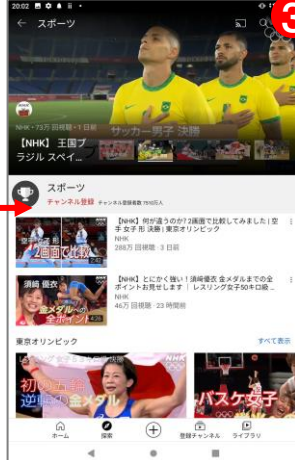 20:02
スポーツ
3
NHK・73万 回視聴・1 日前
サッカー男子 決勝
【NHK】 王国ブ
ラジル スペイ...
スポーツ
チャンネル登録 チャンネル登録者数 7510万人
【NHK】何が違うのか？2画面で比較してみました | 空
手 女子 形 決勝 | 東京オリンピック
NHK
288万 回視聴・3 日前
2画面で比較
【NHK】とにかく強い！須崎優衣 金メダルまでの全
ポイントお見せします｜ レスリング女子50キロ級 ...
NHK
46万 回視聴・23 時間前
須崎 優衣
金メダルへの
全ポイント
4:35
東京オリンピック
すべて表示
NHK
初の五輪
逆転の金メダル
バスケ女子
ホーム
探索
登録チャンネル
ライブラリ